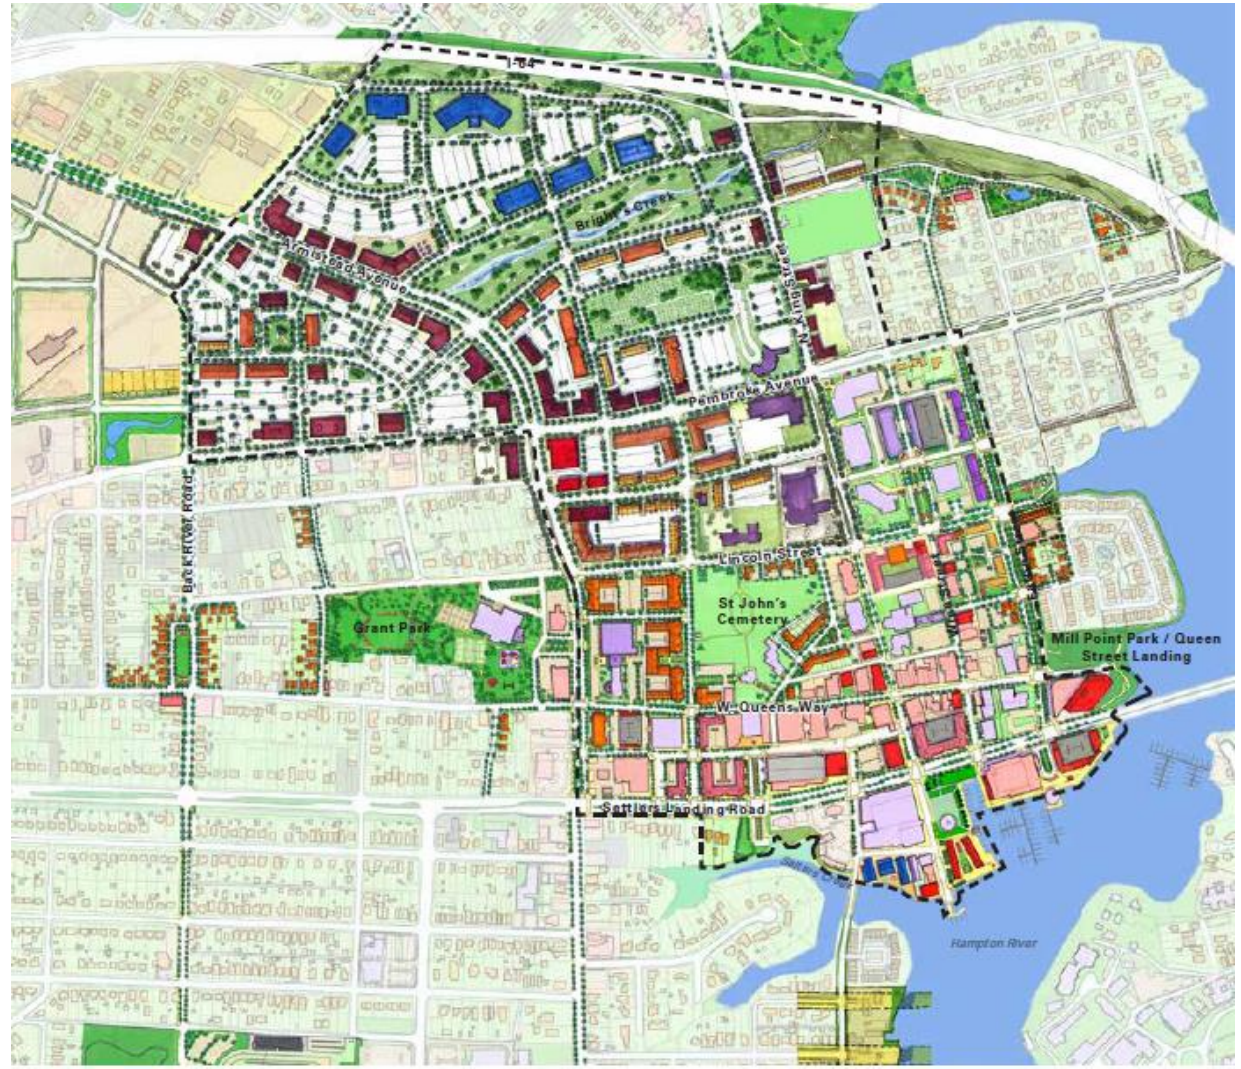 I-64
Bright's Creek
Armistead Avenue
N. King Street
Pembroke Avenue
Back River Road
Lincoln Street
St John's
Cemetery
Grant Park
Mill Point Park / Queen
Street Landing
W. Queens Way
Settlers Landing Road
Hampton River